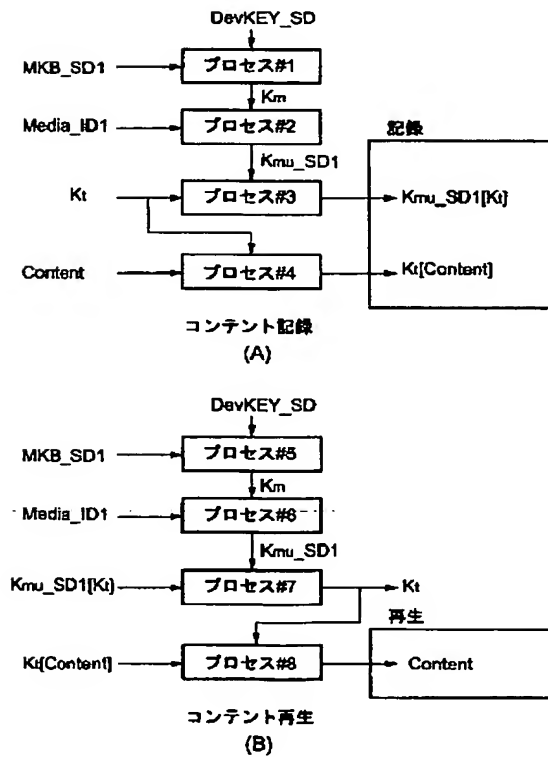 DevKEY_SD
MKB_SD1
プロセス#1
Km
Media_ID1
プロセス#2
Kmu_SD1
記録
Kt
プロセス#3
Kmu_SD1[Kt]
Content
プロセス#4
Kt[Content]
コンテント記録
(A)
DevKEY_SD
MKB_SD1
プロセス#5
Km
Media_ID1
プロセス#6
Kmu_SD1
Kmu_SD1[Kt]
プロセス#7
Kt
再生
Kt[Content]
プロセス#8
Content
コンテント再生
(B)